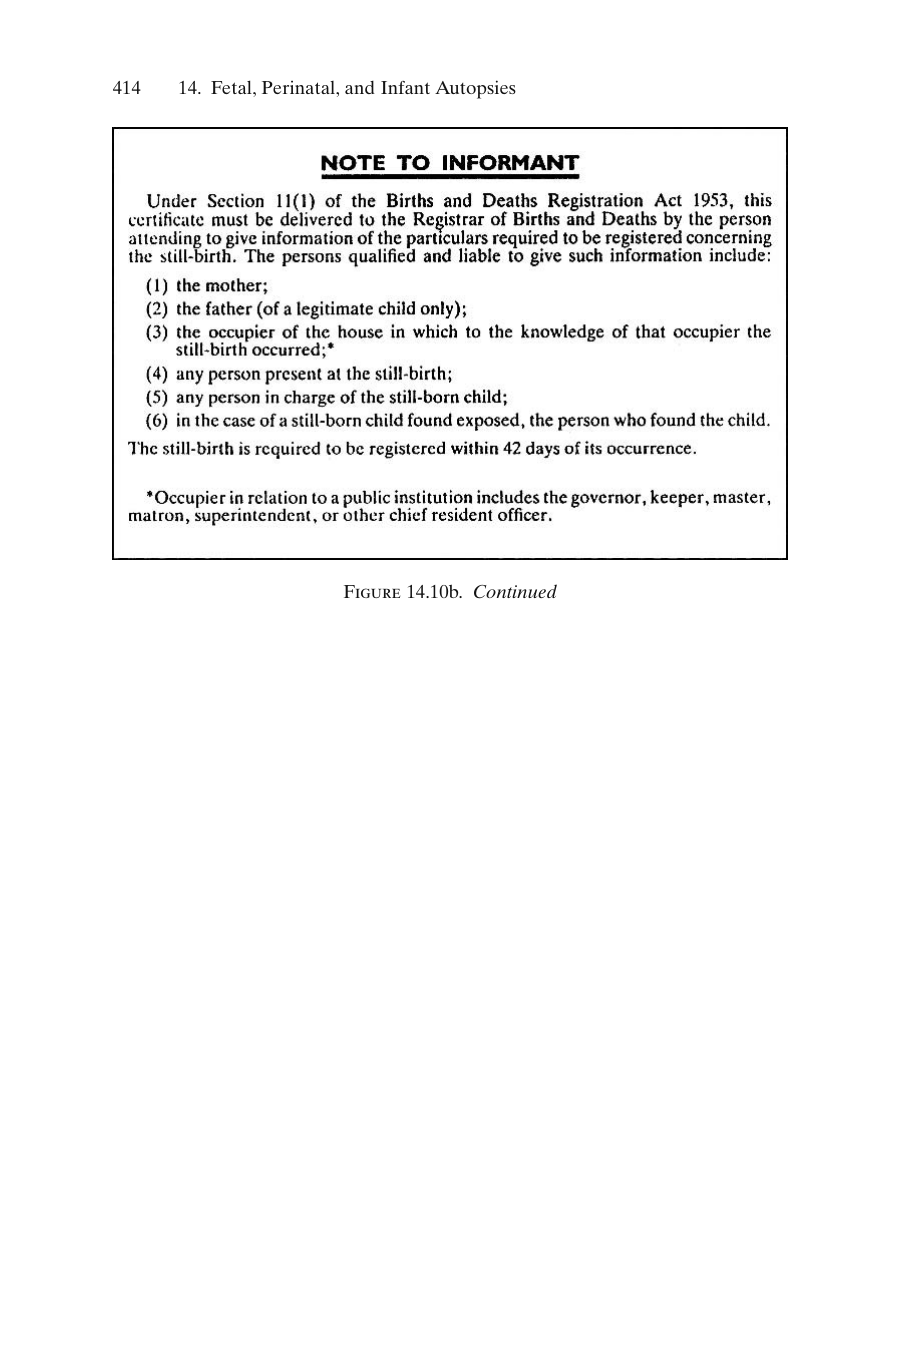 414 14. Fetal, Perinatal, and Infant Autopsies
NOTE TO INFORMANT
Under Section 11(1) of the Births and Deaths Registration Act 1953, this
certificate must be delivered to the Registrar of Births and Deaths by the person
attending to give information of the particulars required to be registered concerning
the still-birth. The persons qualified and liable to give such information include:
(1) the mother;
(2) the father (of a legitimate child only);
(3) the occupier of the house in which to the knowledge of that occupier the
still-birth occurred;*
(4) any person present at the still-birth;
(5) any person in charge of the still-born child;
(6) in the case of a still-born child found exposed, the person who found the child.
The still-birth is required to be registered within 42 days of its occurrence.
*Occupier in relation to a public institution includes the governor, keeper, master,
matron, superintendent, or other chief resident officer.
FIGURE 14.10b. Continued